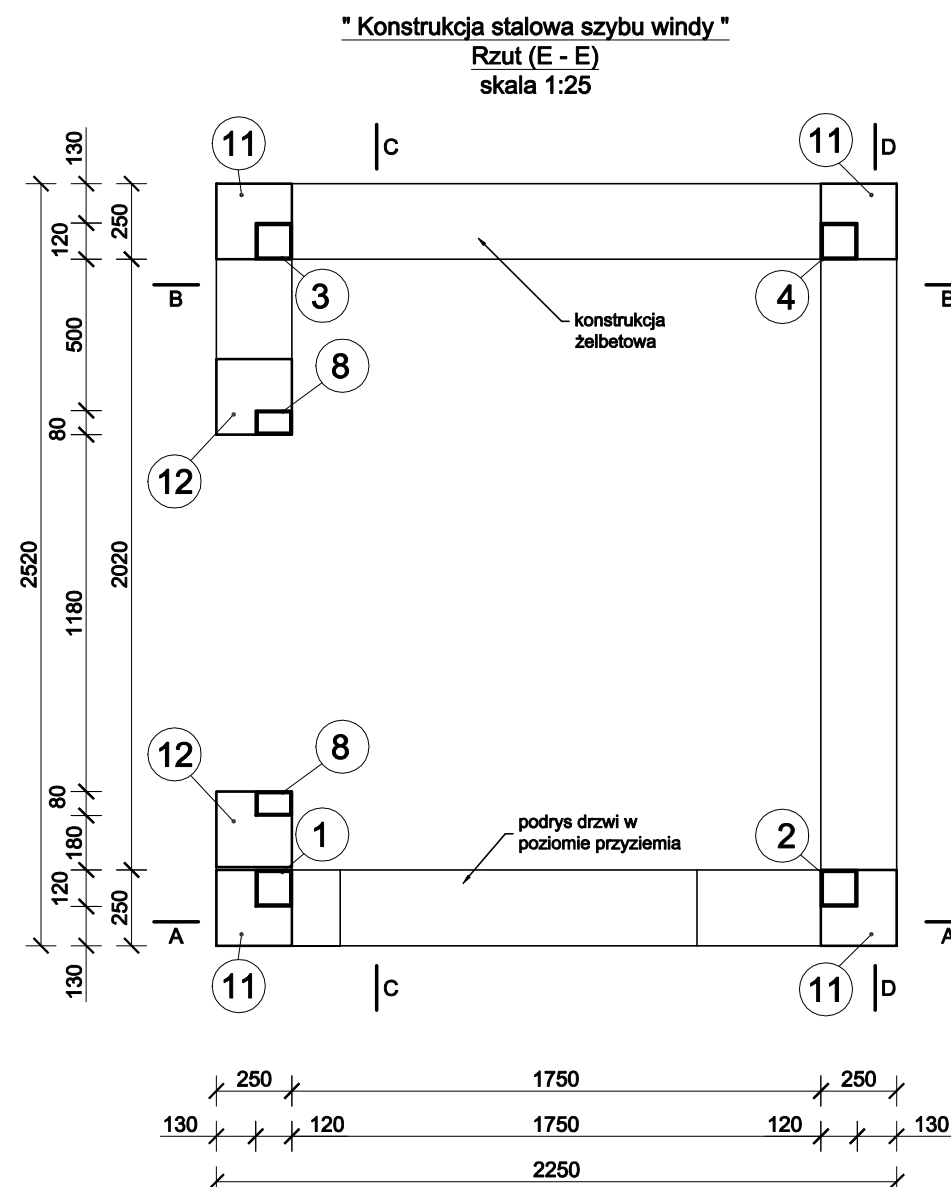 " Konstrukcja stalowa szybu windy "
Rzut (E - E)
skala 1:25
11
C
11
D
130
120
250
500
80
2520
1180
2020
80
180
120
250
130
B
3
4
B
konstrukcja
żelbetowa
8
12
12
8
1
podrys drzwi w
poziomie przyziemia
2
A
A
11
C
11
D
250
1750
250
130
120
1750
120
130
2250